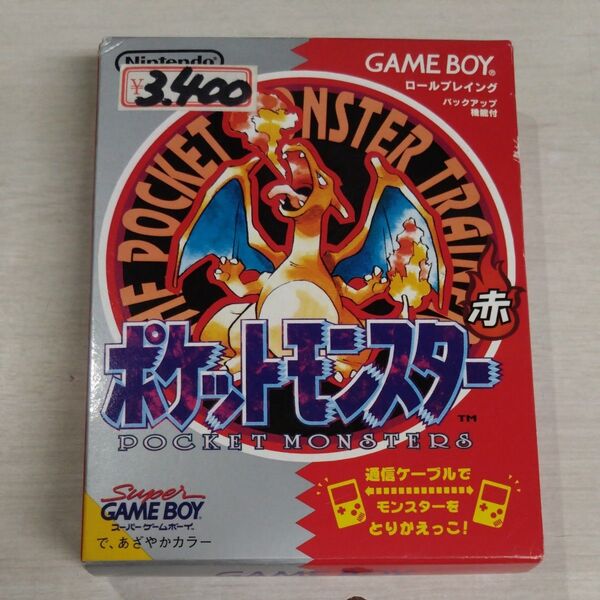 Nintendo
¥3.400
GAME BOY®
ロールプレイング
バックアップ
機能付
POCKET MONSTER
赤
ポケットモンスター
TM
POCKET MONSTERS
Super
GAME BOY
スーパーゲームボーイ
で、あざやかカラー
通信ケーブルで
モンスターを
とりかえっこ!